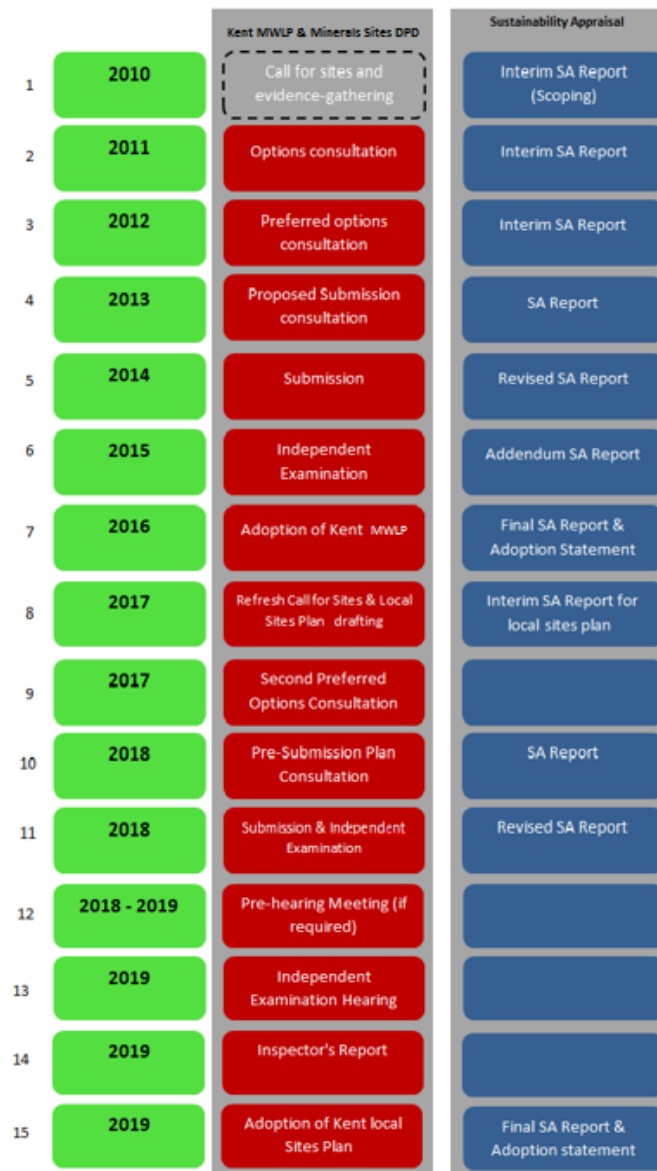 Kent MWLP & Minerals Sites DPD
Sustainability Appraisal
1
2010
Call for sites and
evidence-gathering
Interim SA Report
(Scoping)
2
2011
Options consultation
Interim SA Report
3
2012
Preferred options
consultation
Interim SA Report
4
2013
Proposed Submission
consultation
SA Report
5
2014
Submission
Revised SA Report
6
2015
Independent
Examination
Addendum SA Report
7
2016
Adoption of Kent MWLP
Final SA Report &
Adoption Statement
8
2017
Refresh Call for Sites & Local
Sites Plan drafting
Interim SA Report for
local sites plan
9
2017
Second Preferred
Options Consultation
10
2018
Pre-Submission Plan
Consultation
SA Report
11
2018
Submission & Independent
Examination
Revised SA Report
12
2018 - 2019
Pre-hearing Meeting (if
required)
13
2019
Independent
Examination Hearing
14
2019
Inspector's Report
15
2019
Adoption of Kent local
Sites Plan
Final SA Report &
Adoption statement